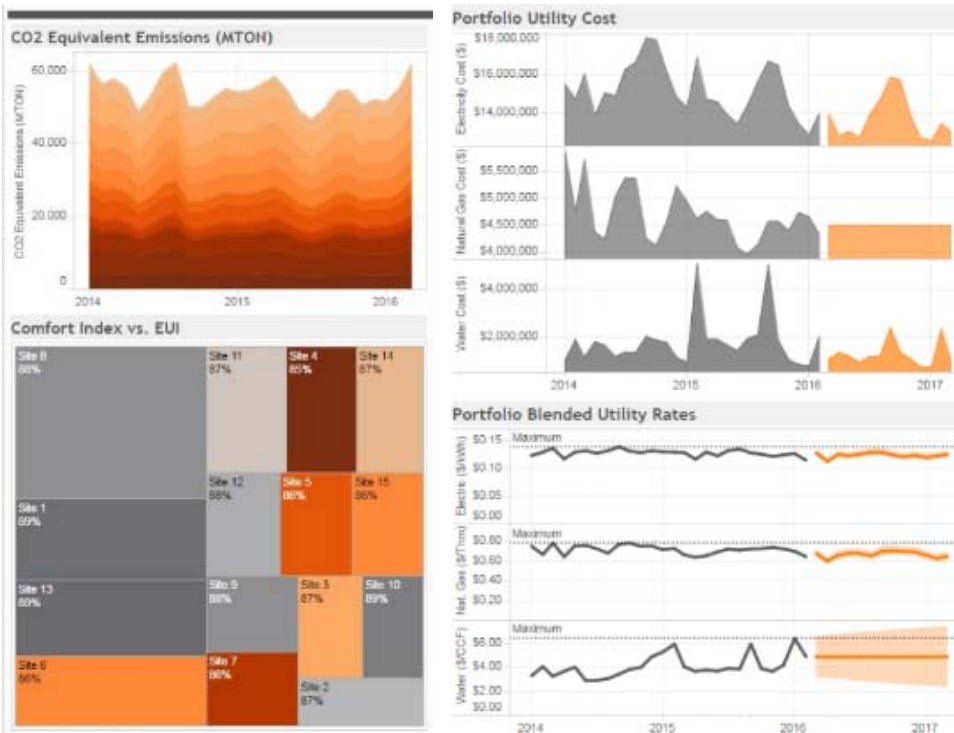 CO2 Equivalent Emissions (MTON)
CO2 Equivalent Emissions (MTON)
60,000
40,000
20,000
0
2014
2015
2016
Comfort Index vs. EUI
Site 8
88%
Site 11
87%
Site 4
85%
Site 14
87%
Site 12
88%
Site 5
86%
Site 15
86%
Site 1
89%
Site 13
89%
Site 9
88%
Site 3
87%
Site 10
89%
Site 6
86%
Site 7
86%
Site 2
87%
Portfolio Utility Cost
Electricity Cost ($)
$18,000,000
$16,000,000
$14,000,000
Natural Gas Cost ($)
$5,500,000
$5,000,000
$4,500,000
$4,000,000
Water Cost ($)
$4,000,000
$2,000,000
2014
2015
2016
2017
Portfolio Blended Utility Rates
Electric ($/kWh)
$0.15
$0.10
$0.05
$0.00
Maximum
Nat. Gas ($/Thrm)
$0.80
$0.60
$0.40
$0.20
Maximum
Water ($/CCF)
$6.00
$4.00
$2.00
$0.00
Maximum
2014
2015
2016
2017